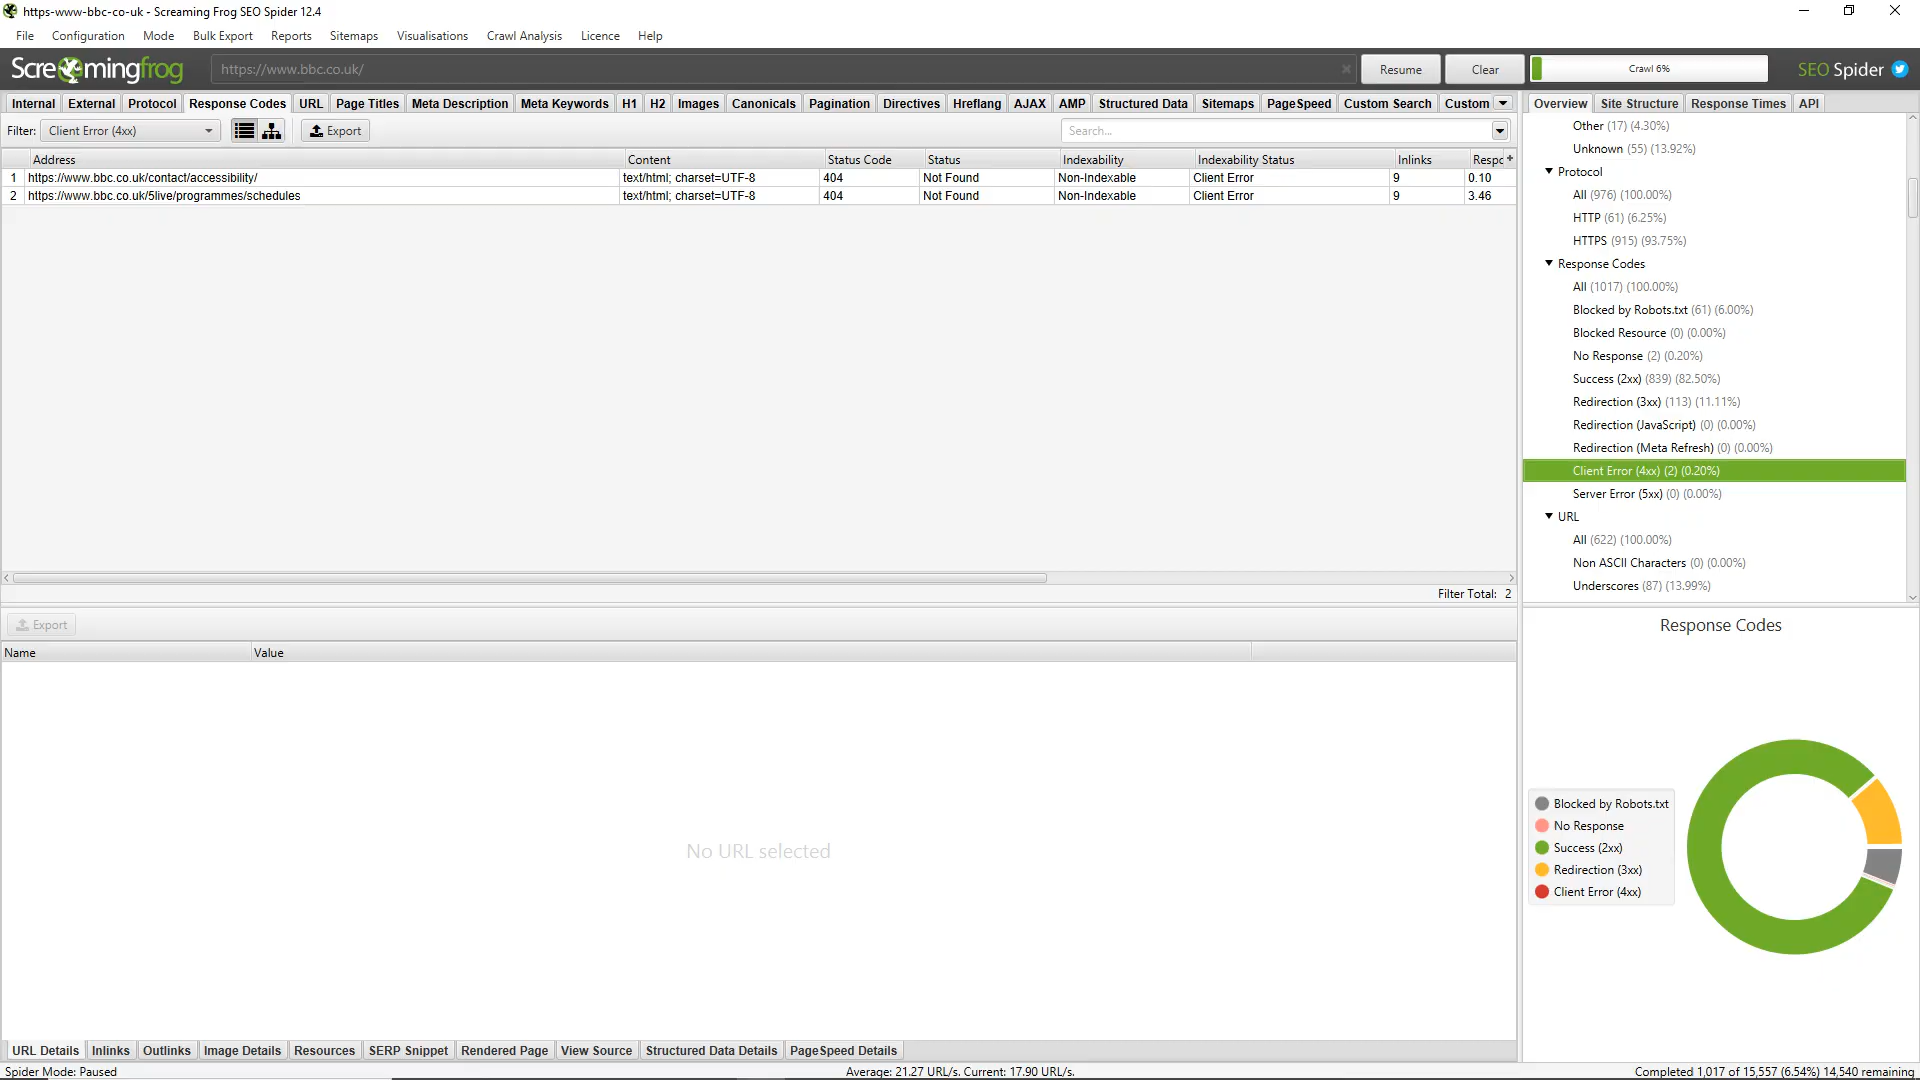 https-www-bbc-co-uk - Screaming Frog SEO Spider 12.4
File Configuration Mode Bulk Export Reports Sitemaps Visualisations Crawl Analysis Licence Help
Screamingfrog https://www.bbc.co.uk/ Resume Clear Crawl 6% SEO Spider
Internal External Protocol Response Codes URL Page Titles Meta Description Meta Keywords H1 H2 Images Canonicals Pagination Directives Hreflang AJAX AMP Structured Data Sitemaps PageSpeed Custom Search Custom
Filter: Client Error (4xx) Export Search...
Address Content Status Code Status Indexability Indexability Status Inlinks Respc +
1 https://www.bbc.co.uk/contact/accessibility/ text/html; charset=UTF-8 404 Not Found Non-Indexable Client Error 9 0.10
2 https://www.bbc.co.uk/5live/programmes/schedules text/html; charset=UTF-8 404 Not Found Non-Indexable Client Error 9 3.46
Filter Total: 2
Export
Name Value
No URL selected
URL Details Inlinks Outlinks Image Details Resources SERP Snippet Rendered Page View Source Structured Data Details PageSpeed Details
Overview Site Structure Response Times API
Other (17) (4.30%)
Unknown (55) (13.92%)
Protocol
All (976) (100.00%)
HTTP (61) (6.25%)
HTTPS (915) (93.75%)
Response Codes
All (1017) (100.00%)
Blocked by Robots.txt (61) (6.00%)
Blocked Resource (0) (0.00%)
No Response (2) (0.20%)
Success (2xx) (839) (82.50%)
Redirection (3xx) (113) (11.11%)
Redirection (JavaScript) (0) (0.00%)
Redirection (Meta Refresh) (0) (0.00%)
Client Error (4xx) (2) (0.20%)
Server Error (5xx) (0) (0.00%)
URL
All (622) (100.00%)
Non ASCII Characters (0) (0.00%)
Underscores (87) (13.99%)
Response Codes
Blocked by Robots.txt
No Response
Success (2xx)
Redirection (3xx)
Client Error (4xx)
Spider Mode: Paused Average: 21.27 URL/s. Current: 17.90 URL/s. Completed 1,017 of 15,557 (6.54%) 14,540 remaining